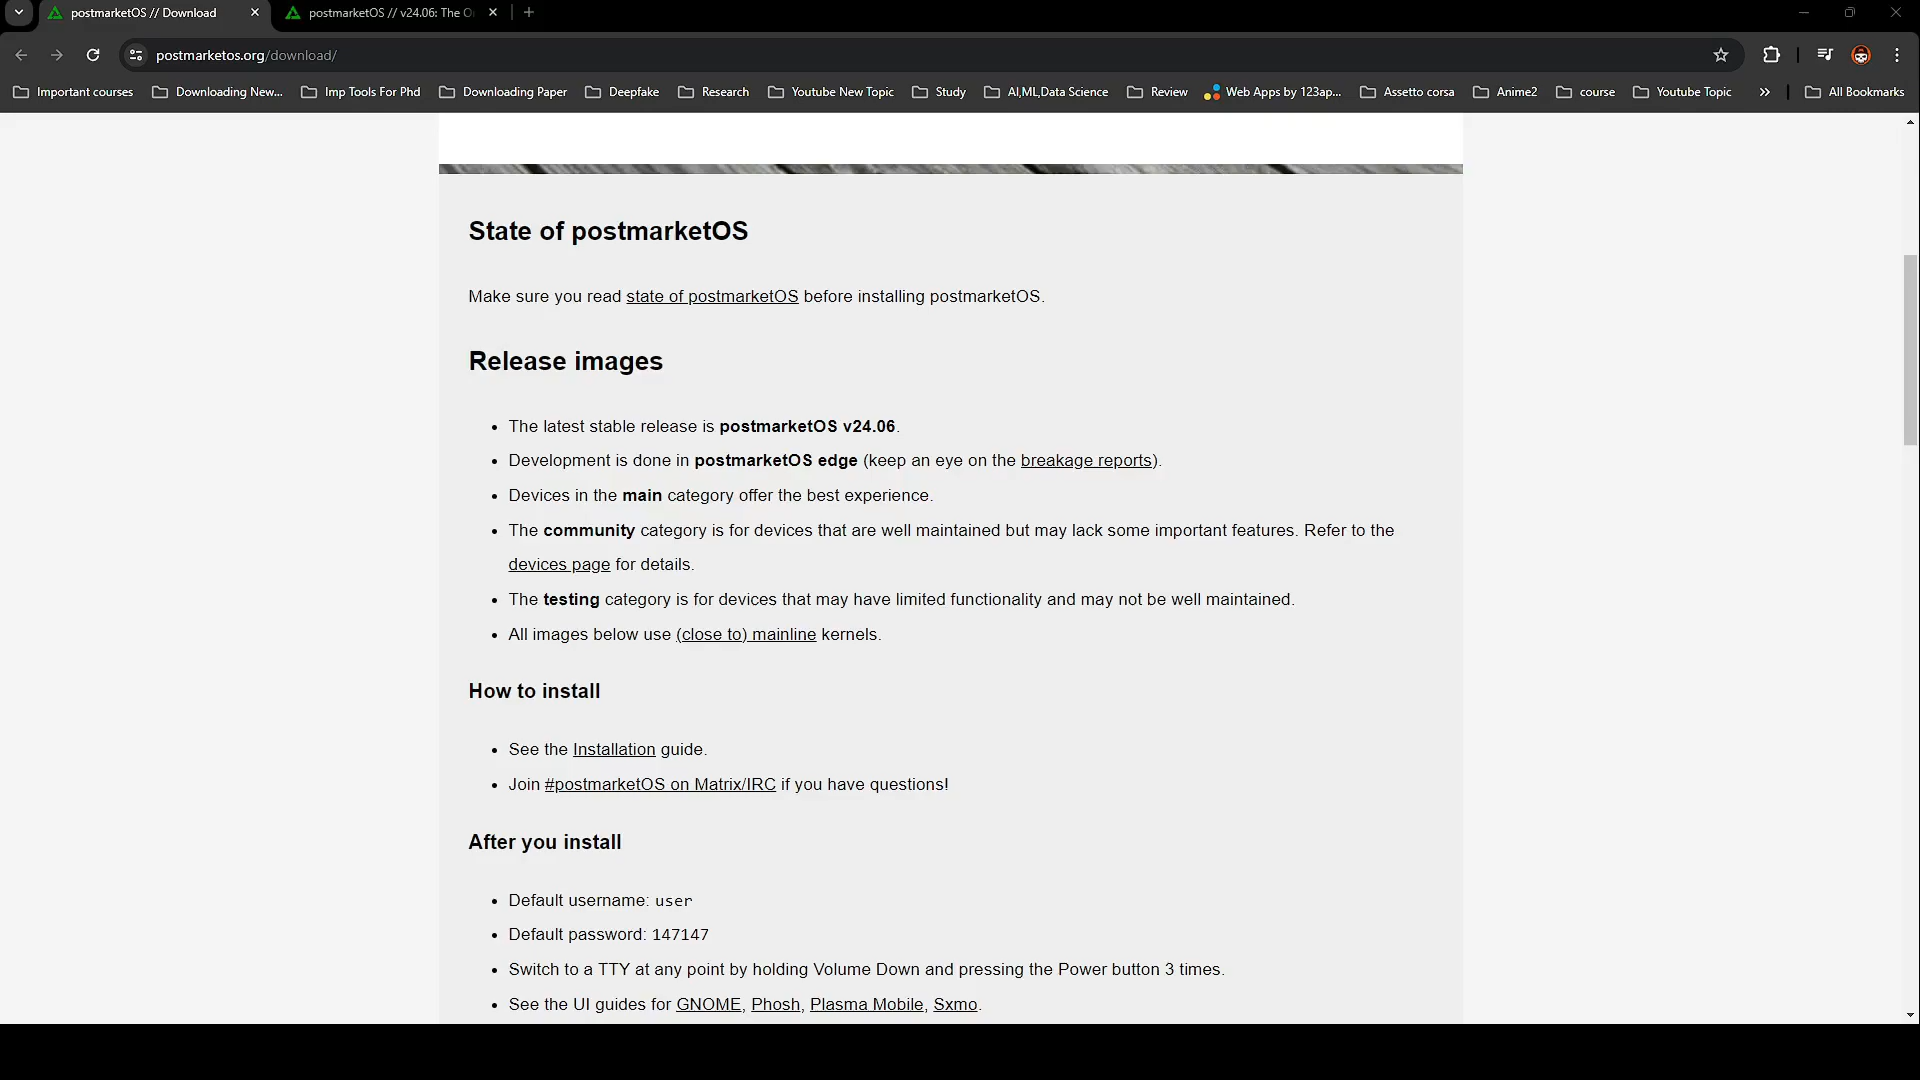 postmarketOS // Download
postmarketOS // v24.06: The O
postmarketos.org/download/
Important courses
Downloading New...
Imp Tools For Phd
Downloading Paper
Deepfake
Research
Youtube New Topic
Study
AI,ML,Data Science
Review
Web Apps by 123ap...
Assetto corsa
Anime2
course
Youtube Topic
All Bookmarks
State of postmarketOS
Make sure you read state of postmarketOS before installing postmarketOS.
Release images
The latest stable release is postmarketOS v24.06.
Development is done in postmarketOS edge (keep an eye on the breakage reports).
Devices in the main category offer the best experience.
The community category is for devices that are well maintained but may lack some important features. Refer to the
devices page for details.
The testing category is for devices that may have limited functionality and may not be well maintained.
All images below use (close to) mainline kernels.
How to install
See the Installation guide.
Join #postmarketOS on Matrix/IRC if you have questions!
After you install
Default username: user
Default password: 147147
Switch to a TTY at any point by holding Volume Down and pressing the Power button 3 times.
See the UI guides for GNOME, Phosh, Plasma Mobile, Sxmo.